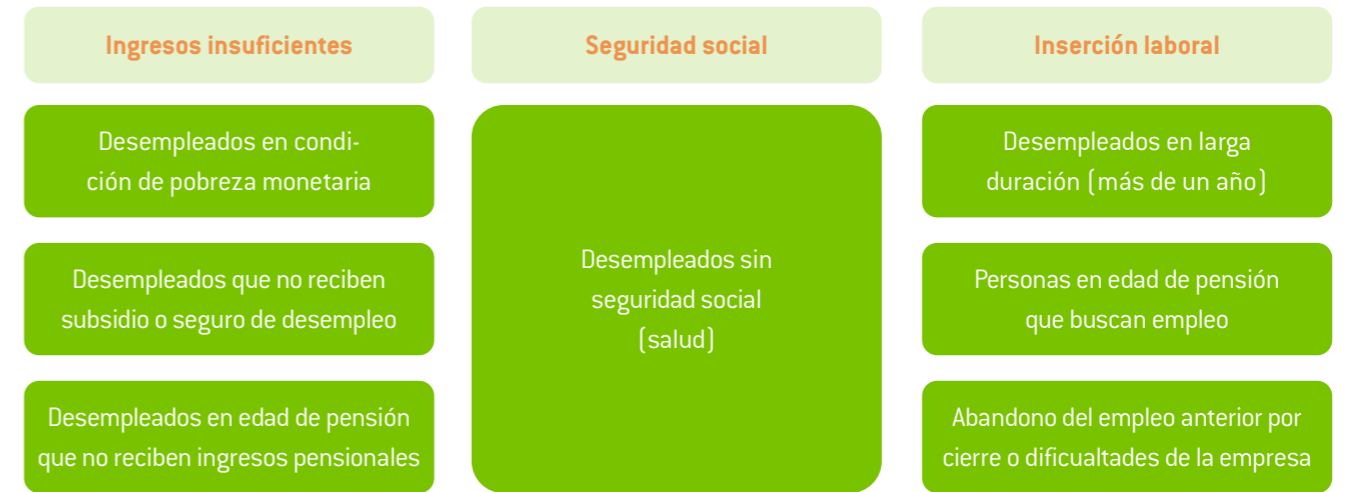 Ingresos insuficientes
Desempleados en condi-
ción de pobreza monetaria
Desempleados que no reciben
subsidio o seguro de desempleo
Desempleados en edad de pensión
que no reciben ingresos pensionales
Seguridad social
Desempleados sin
seguridad social
(salud)
Inserción laboral
Desempleados en larga
duración (más de un año)
Personas en edad de pensión
que buscan empleo
Abandono del empleo anterior por
cierre o dificualtades de la empresa